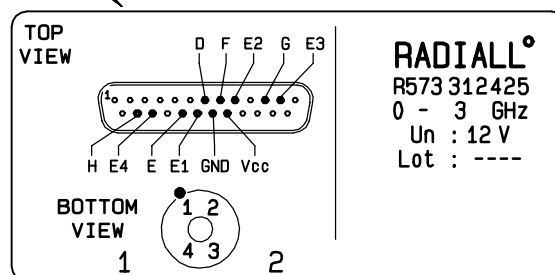 TOP
VIEW
D F E2 G E3
1
H E4 E E1 GND Vcc
BOTTOM
VIEW
1 2
4 3
1 2
RADIALL°
R573 312425
0 - 3 GHz
Un : 12 V
Lot : ----